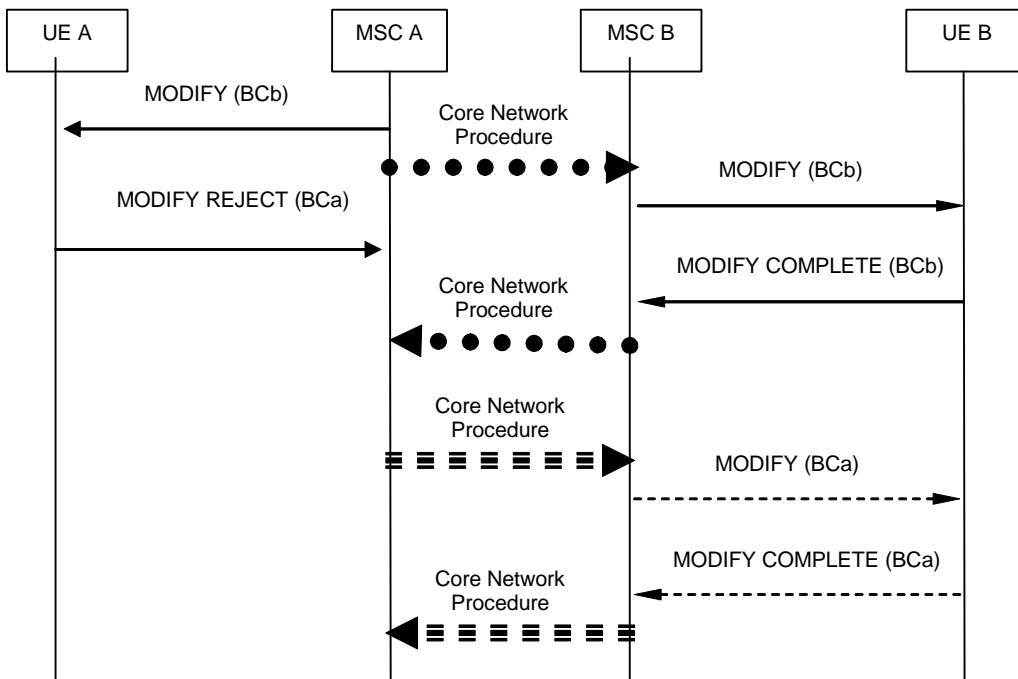 UE A
MSC A
MSC B
UE B
MODIFY (BCb)
Core Network
Procedure
MODIFY (BCb)
MODIFY REJECT (BCa)
MODIFY COMPLETE (BCb)
Core Network
Procedure
Core Network
Procedure
MODIFY (BCa)
MODIFY COMPLETE (BCa)
Core Network
Procedure